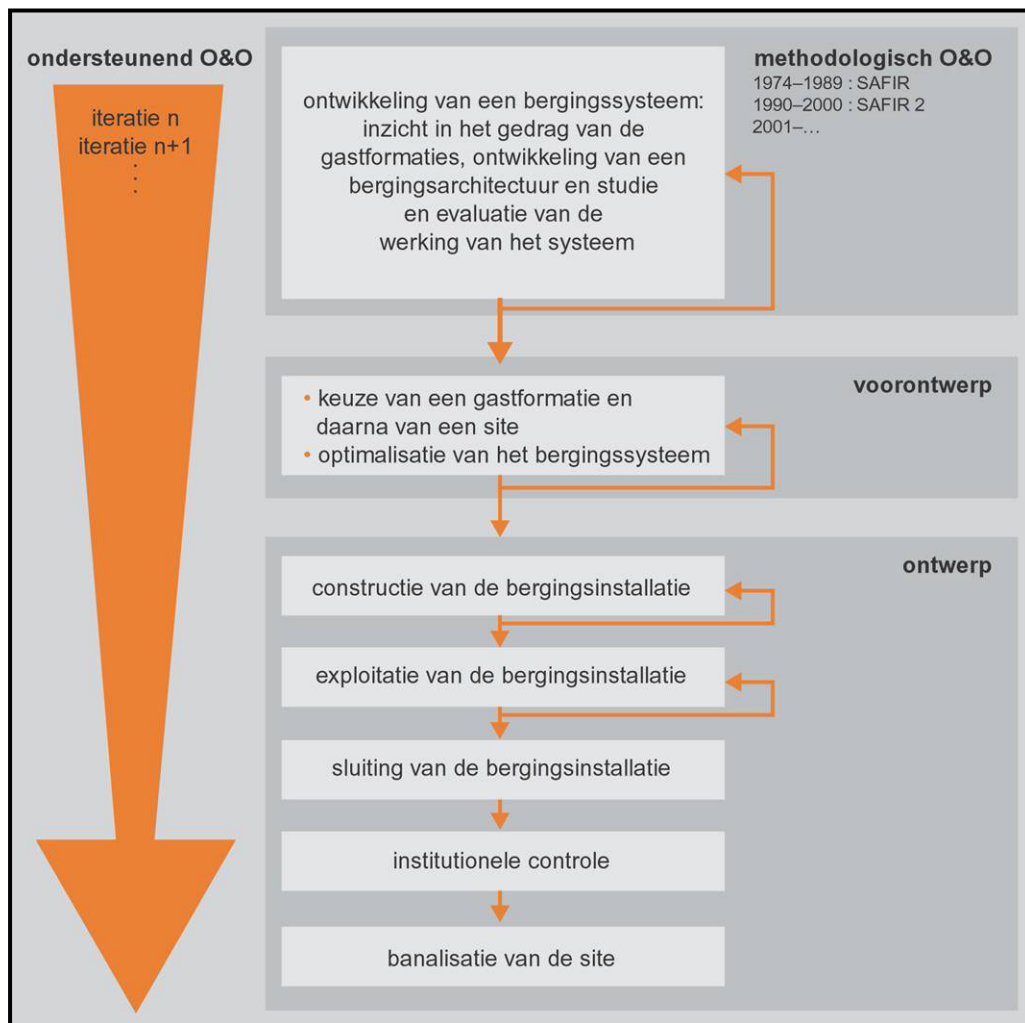 ondersteunend O&O
iteratie n
iteratie n+1
methodologisch O&O
1974–1989 : SAFIR
1990–2000 : SAFIR 2
2001–…
ontwikkeling van een bergingssysteem:
inzicht in het gedrag van de
gastformaties, ontwikkeling van een
bergingsarchitectuur en studie
en evaluatie van de
werking van het systeem
voorontwerp
• keuze van een gastformatie en
daarna van een site
• optimalisatie van het bergingssysteem
ontwerp
constructie van de bergingsinstallatie
exploitatie van de bergingsinstallatie
sluiting van de bergingsinstallatie
institutionele controle
banalisatie van de site